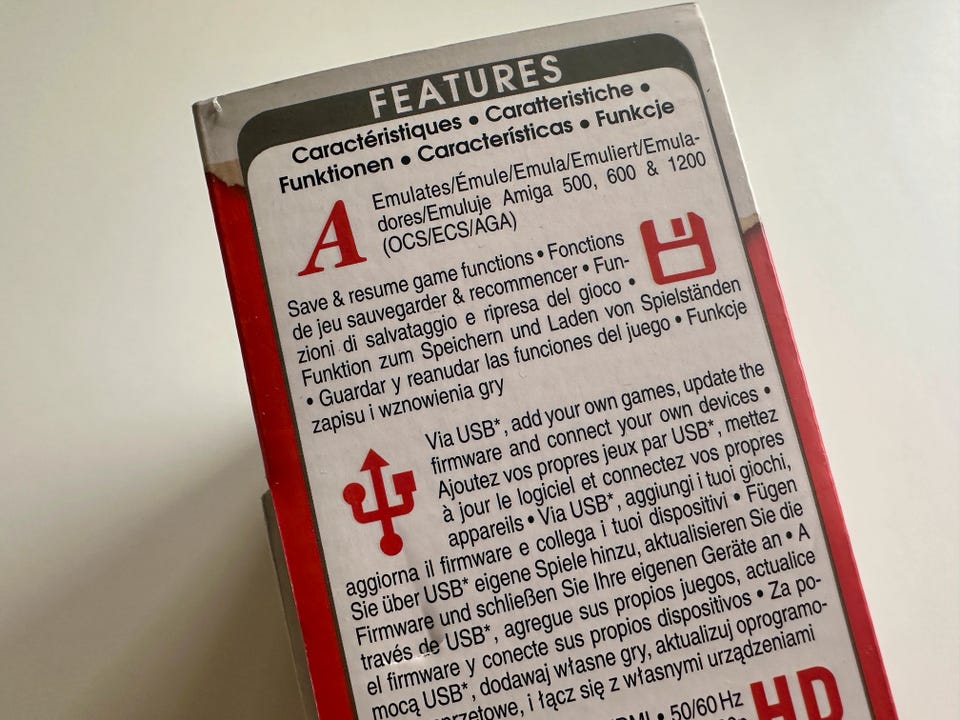 FEATURES
Caractéristiques • Caratteristiche •
Funktionen • Características • Funkcje
A
Emulates/Émule/Emula/Emuliert/Emula-
dores/Emuluje Amiga 500, 600 & 1200
(OCS/ECS/AGA)
Save & resume game functions • Fonctions
de jeu sauvegarder & recommencer • Fun-
zioni di salvataggio e ripresa del gioco •
Funktion zum Speichern und Laden von Spielständen
• Guardar y reanudar las funciones del juego • Funkcje
zapisu i wznowienia gry
Via USB*, add your own games, update the
firmware and connect your own devices •
Ajoutez vos propres jeux par USB*, mettez
à jour le logiciel et connectez vos propres
appareils • Via USB*, aggiungi i tuoi giochi,
aggiorna il firmware e collega i tuoi dispositivi • Fügen
Sie über USB* eigene Spiele hinzu, aktualisieren Sie die
Firmware und schließen Sie Ihre eigenen Geräte an • A
través de USB*, agregue sus propios juegos, actualice
el firmware y conecte sus propios dispositivos • Za po-
mocą USB*, dodawaj własne gry, aktualizuj oprogramo-
i łącz się z własnymi urządzeniami
• 50/60 Hz
HD